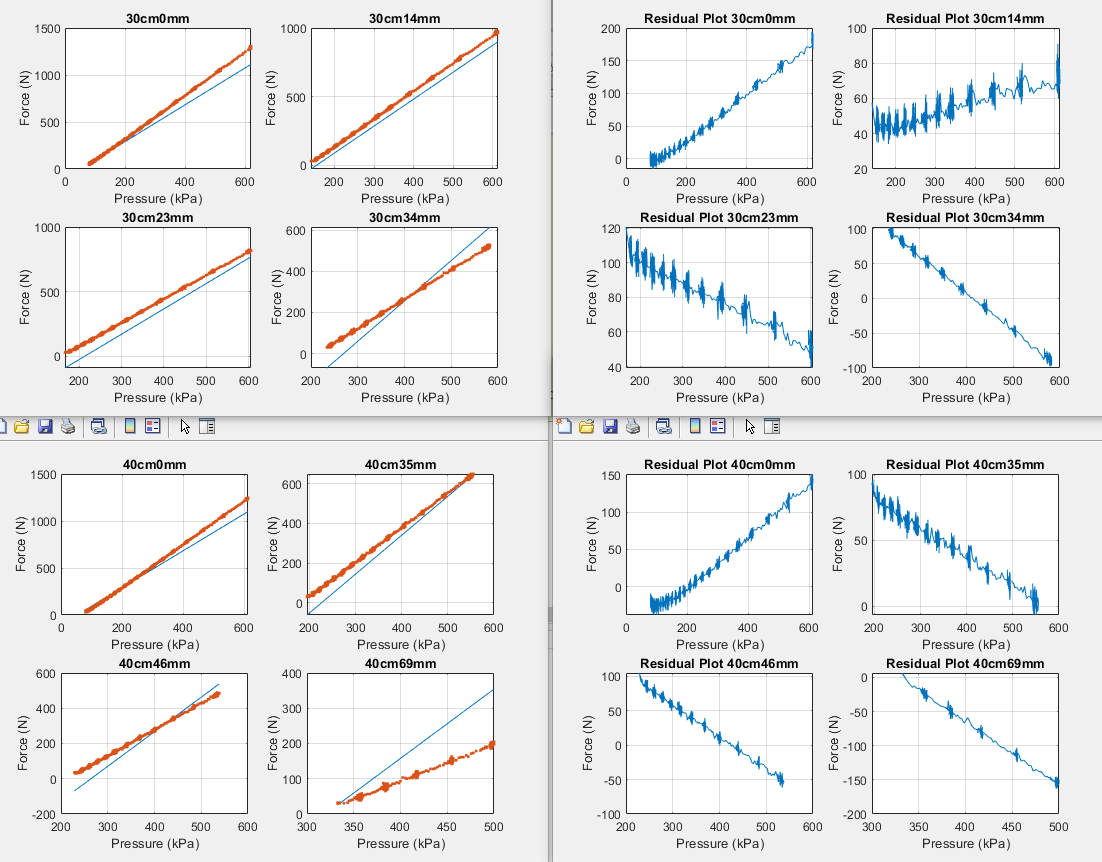 30cm0mm
1500
1000
500
0
Force (N)
0 200 400 600
Pressure (kPa)
30cm14mm
1000
500
0
Force (N)
200 300 400 500 600
Pressure (kPa)
Residual Plot 30cm0mm
200
150
100
50
0
Force (N)
0 200 400 600
Pressure (kPa)
Residual Plot 30cm14mm
100
80
60
40
20
Force (N)
200 300 400 500 600
Pressure (kPa)
30cm23mm
1000
500
0
Force (N)
200 300 400 500 600
Pressure (kPa)
30cm34mm
600
400
200
0
Force (N)
200 300 400 500 600
Pressure (kPa)
Residual Plot 30cm23mm
120
100
80
60
40
Force (N)
200 300 400 500 600
Pressure (kPa)
Residual Plot 30cm34mm
100
50
0
-50
-100
Force (N)
200 300 400 500 600
Pressure (kPa)
40cm0mm
1500
1000
500
0
Force (N)
0 200 400 600
Pressure (kPa)
40cm35mm
600
400
200
0
Force (N)
200 300 400 500 600
Pressure (kPa)
Residual Plot 40cm0mm
150
100
50
0
Force (N)
0 200 400 600
Pressure (kPa)
Residual Plot 40cm35mm
100
50
0
Force (N)
200 300 400 500 600
Pressure (kPa)
40cm46mm
600
400
200
0
-200
Force (N)
200 300 400 500 600
Pressure (kPa)
40cm69mm
400
300
200
100
0
Force (N)
300 350 400 450 500
Pressure (kPa)
Residual Plot 40cm46mm
100
50
0
-50
-100
Force (N)
200 300 400 500 600
Pressure (kPa)
Residual Plot 40cm69mm
0
-50
-100
-150
-200
Force (N)
300 350 400 450 500
Pressure (kPa)